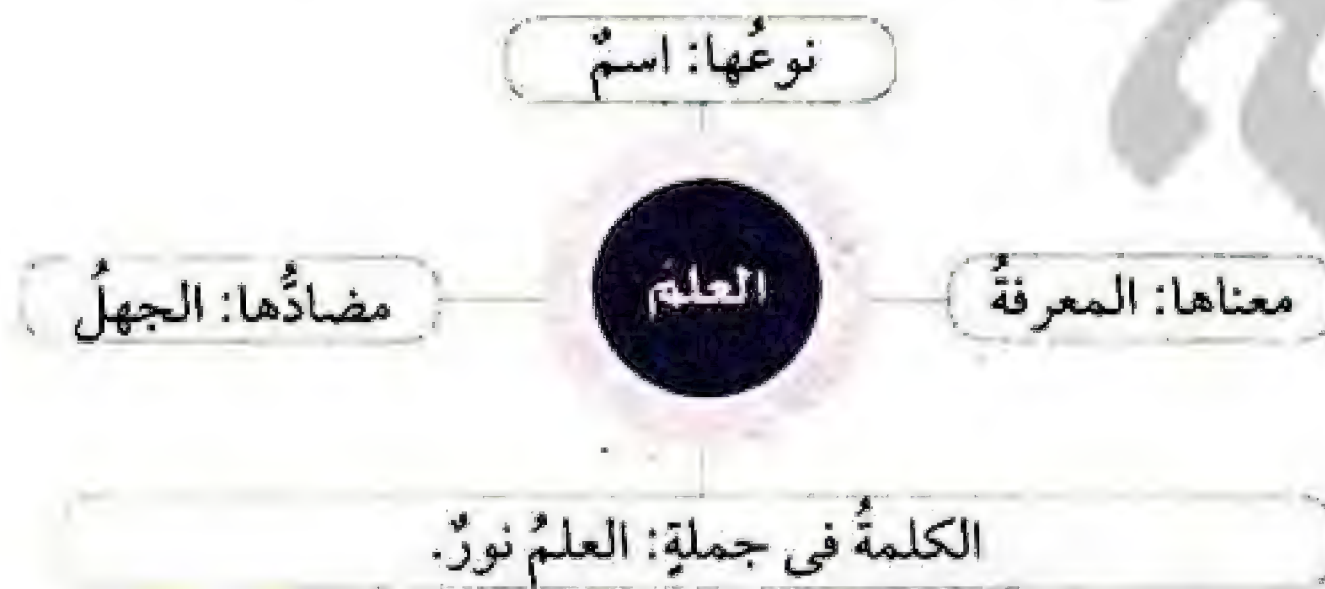 نوعُها: اسمٌ
معناها: المعرفةُ
العلمُ
مضادُّها: الجهلُ
الكلمةُ في جملةٍ: العلمُ نورٌ.